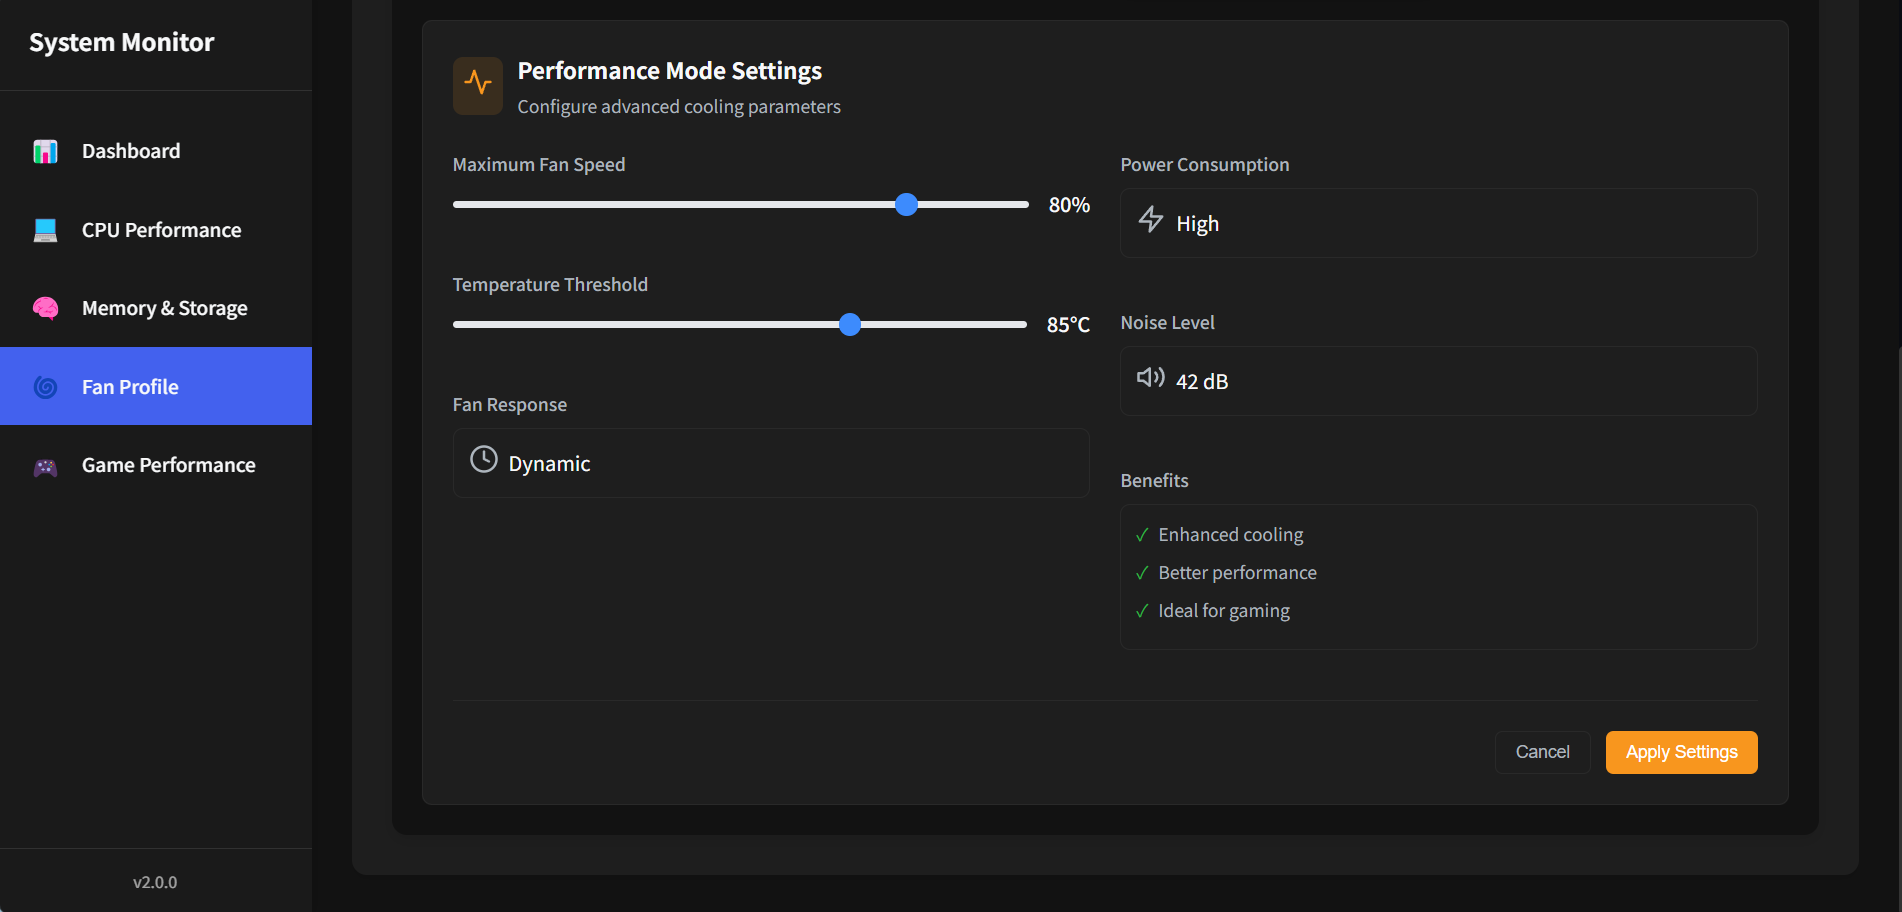 System Monitor
Dashboard
CPU Performance
Memory & Storage
Fan Profile
Game Performance
v2.0.0
Performance Mode Settings
Configure advanced cooling parameters
Maximum Fan Speed
80%
Temperature Threshold
85°C
Fan Response
Dynamic
Power Consumption
High
Noise Level
42 dB
Benefits
✓ Enhanced cooling
✓ Better performance
✓ Ideal for gaming
Cancel
Apply Settings